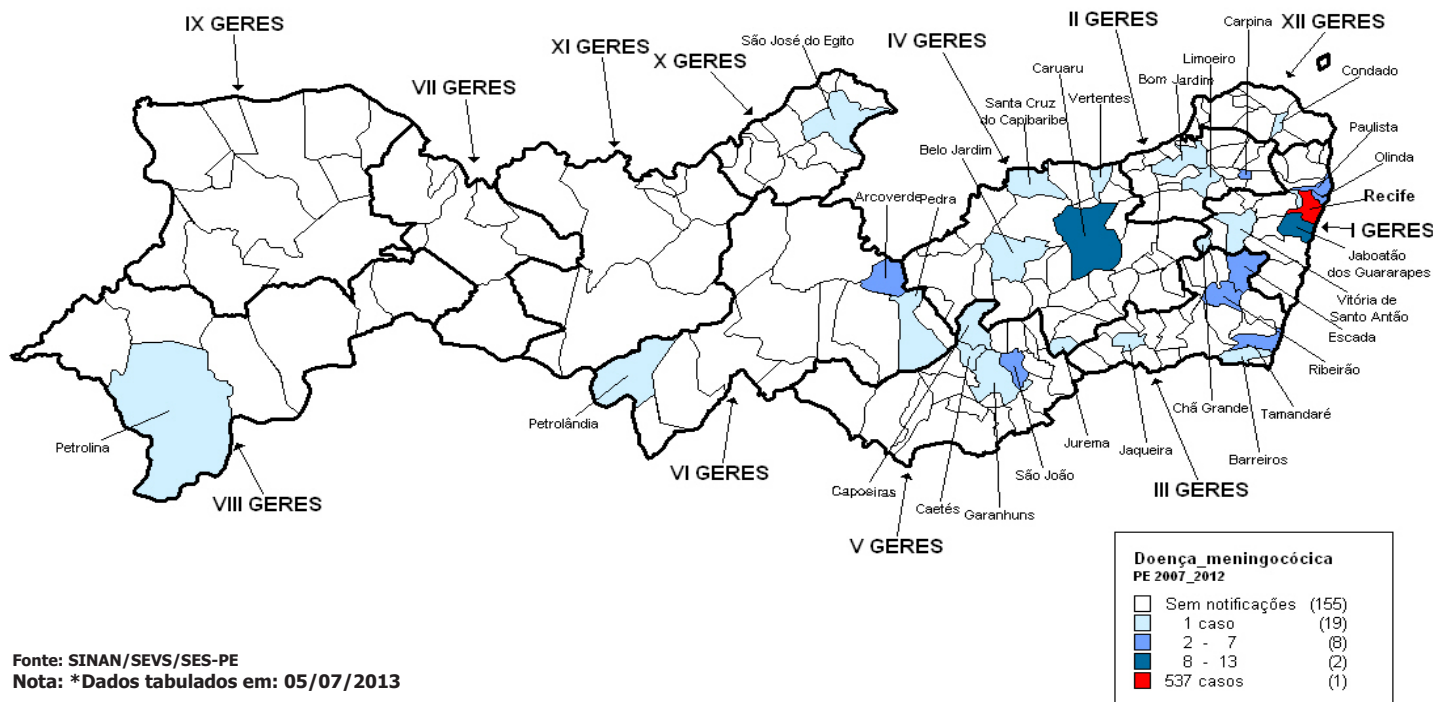 IX GERES
VII GERES
XI GERES
X GERES
São José do Egito
IV GERES
II GERES
Carpina
XII GERES
Caruaru
Limoeiro
Bom Jardim
Condado
Santa Cruz
do Capibaribe
Vertentes
Paulista
Belo Jardim
Olinda
Arcoverde
Pedra
Recife
I GERES
Jaboatão
dos Guararapes
Vitória de
Santo Antão
Escada
Ribeirão
Tamandaré
Chã Grande
Barreiros
Petrolina
VIII GERES
Petrolândia
VI GERES
Capoeiras
Caetés
V GERES
Garanhuns
São João
Jurema
Jaqueira
III GERES
Doença_meningocócica
PE 2007_2012
Sem notificações (155)
1 caso (19)
2 - 7 (8)
8 - 13 (2)
537 casos (1)
Fonte: SINAN/SEVS/SES-PE
Nota: *Dados tabulados em: 05/07/2013